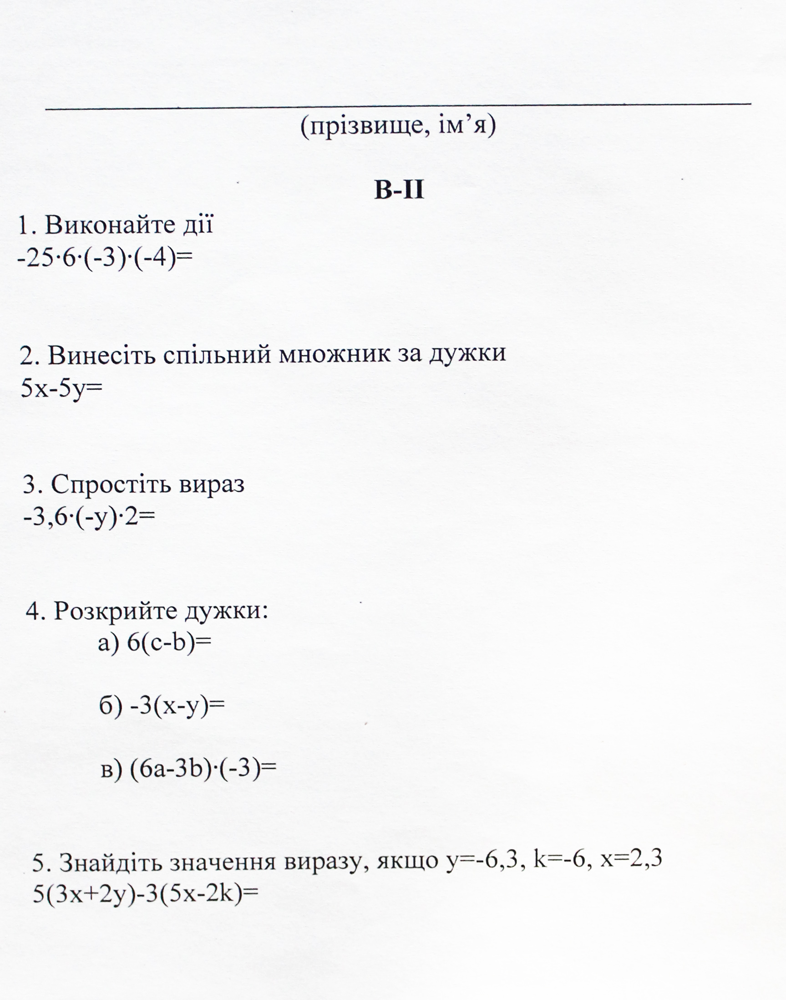 (прізвище, ім’я)
В-ІІ
1. Виконайте дії
-25·6·(-3)·(-4)=
2. Винесіть спільний множник за дужки
5x-5y=
3. Спростіть вираз
-3,6·(-y)·2=
4. Розкрийте дужки:
а) 6(c-b)=
б) -3(x-y)=
в) (6a-3b)·(-3)=
5. Знайдіть значення виразу, якщо y=-6,3, k=-6, x=2,3
5(3x+2y)-3(5x-2k)=